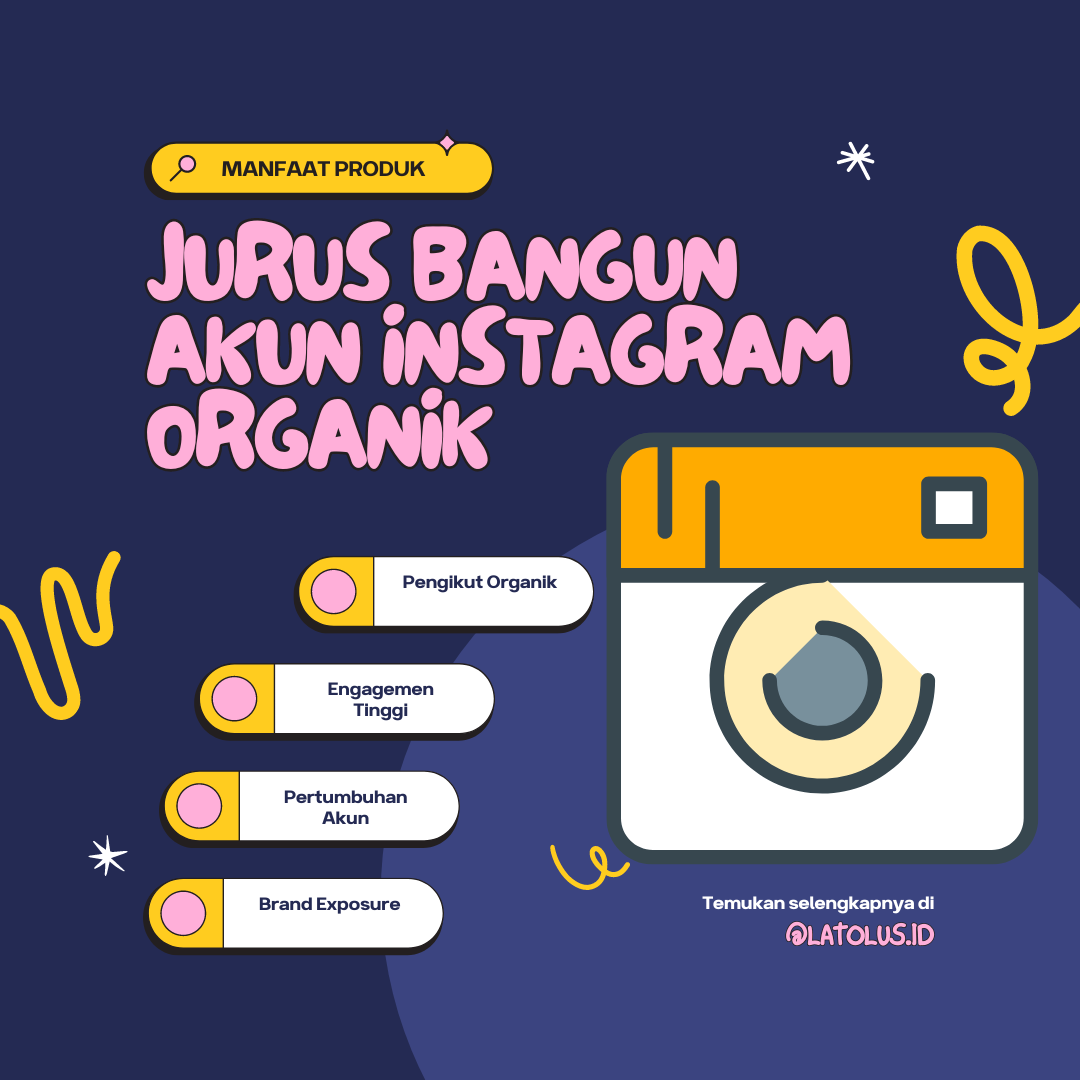 MANFAAT PRODUK
JURUS BANGUN
AKUN INSTAGRAM
ORGANIK
Pengikut Organik
Engagemen
Tinggi
Pertumbuhan
Akun
Brand Exposure
Temukan selengkapnya di
@LATOLUS.ID